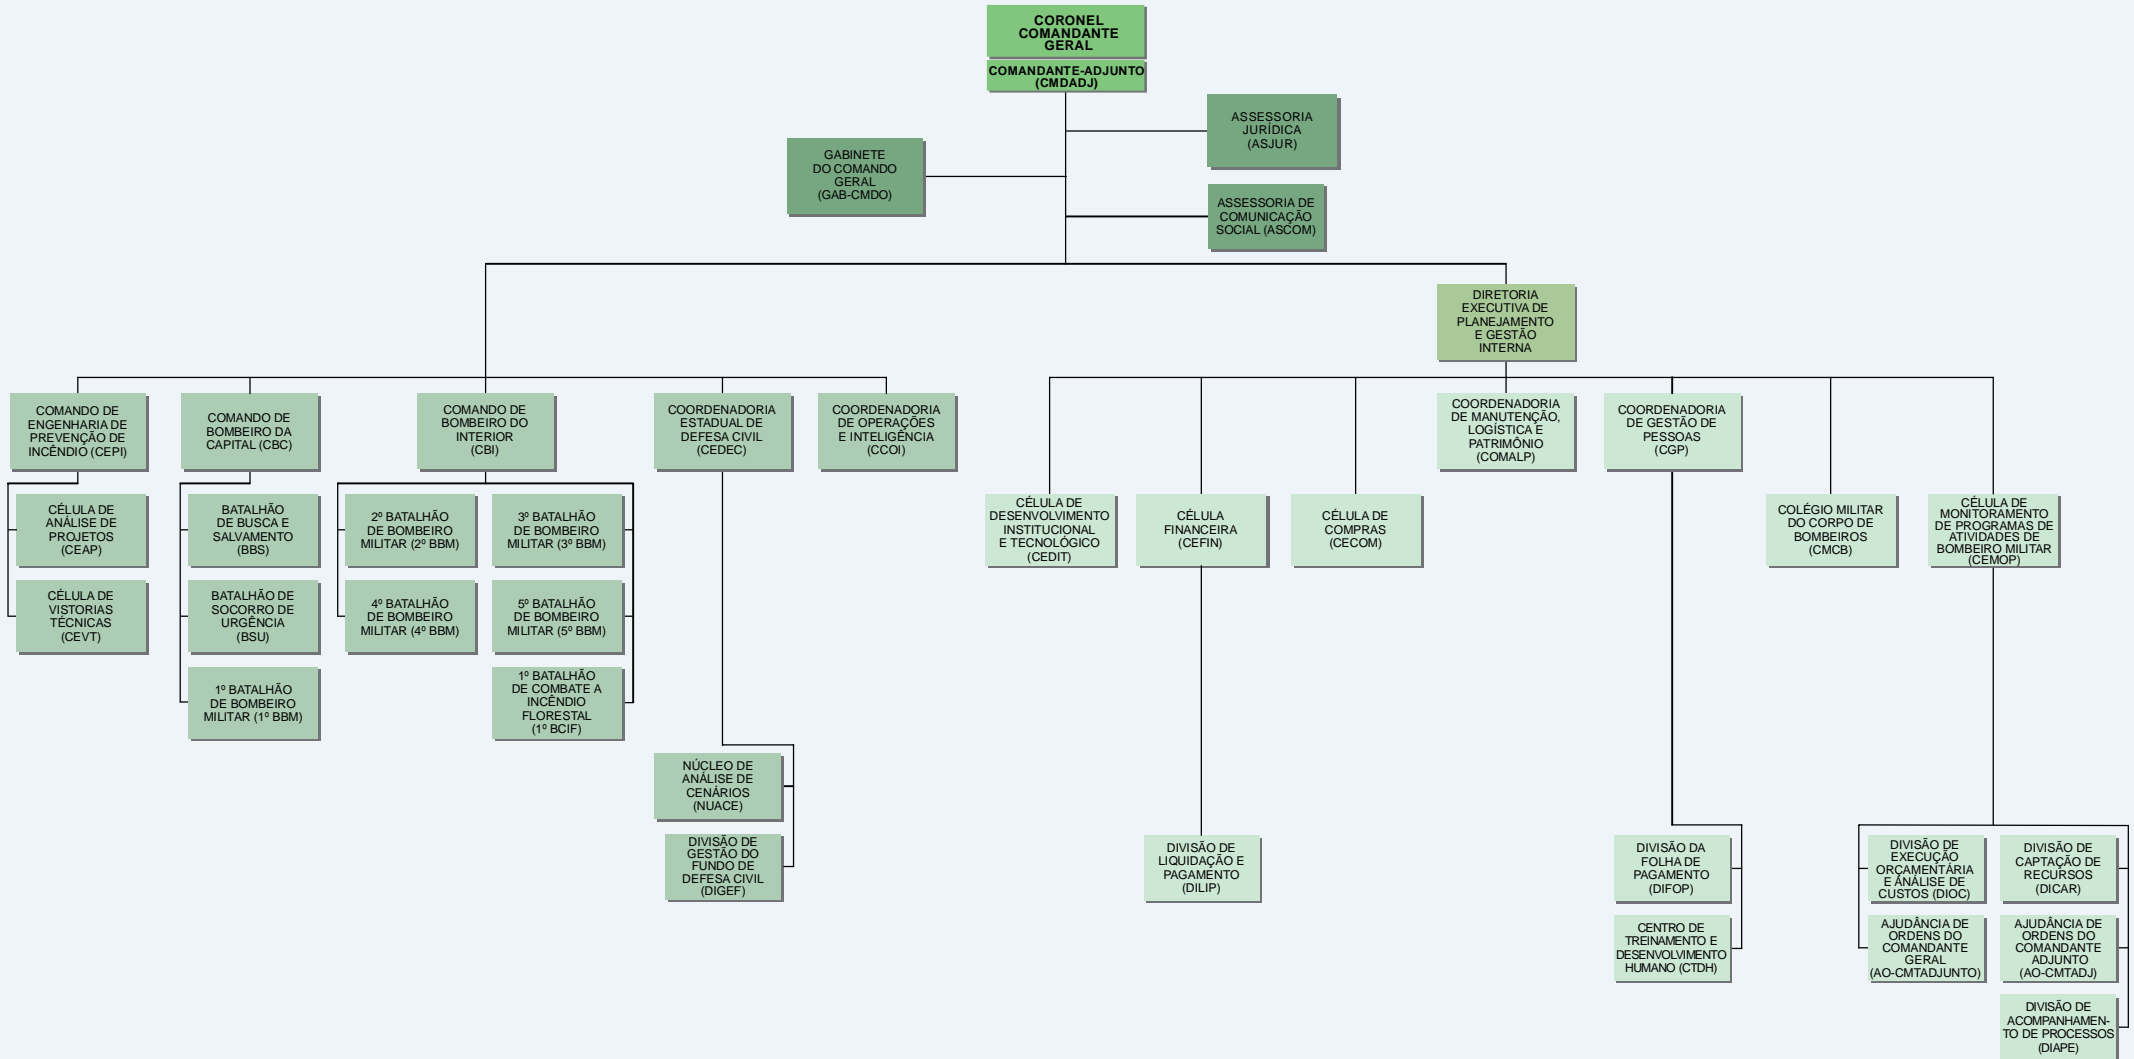 CORONEL
COMANDANTE
GERAL
COMANDANTE-ADJUNTO
(CMDADJ)
ASSESSORIA
JURÍDICA
(ASJUR)
GABINETE
DO COMANDO
GERAL
(GAB-CMDO)
ASSESSORIA DE
COMUNICAÇÃO
SOCIAL (ASCOM)
DIRETORIA
EXECUTIVA DE
PLANEJAMENTO
E GESTÃO
INTERNA
COMANDO DE
ENGENHARIA DE
PREVENÇÃO DE
INCÊNDIO (CEPI)
COMANDO DE
BOMBEIRO DA
CAPITAL (CBC)
COMANDO DE
BOMBEIRO DO
INTERIOR
(CBI)
COORDENADORIA
ESTADUAL DE
DEFESA CIVIL
(CEDEC)
COORDENADORIA
DE OPERAÇÕES
E INTELIGÊNCIA
(CCOI)
COORDENADORIA
DE MANUTENÇÃO,
LOGÍSTICA E
PATRIMÔNIO
(COMALP)
COORDENADORIA
DE GESTÃO DE
PESSOAS
(CGP)
CÉLULA DE
ANÁLISE DE
PROJETOS
(CEAP)
BATALHÃO
DE BUSCA E
SALVAMENTO
(BBS)
2º BATALHÃO
DE BOMBEIRO
MILITAR (2º BBM)
3º BATALHÃO
DE BOMBEIRO
MILITAR (3º BBM)
CÉLULA DE
DESENVOLVIMENTO
INSTITUCIONAL
E TECNOLÓGICO
(CEDIT)
CÉLULA
FINANCEIRA
(CEFIN)
CÉLULA DE
COMPRAS
(CECOM)
COLÉGIO MILITAR
DO CORPO DE
BOMBEIROS
(CMCB)
CÉLULA DE
MONITORAMENTO
DE PROGRAMAS DE
ATIVIDADES DE
BOMBEIRO MILITAR
(CEMOP)
CÉLULA DE
VISTORIAS
TÉCNICAS
(CEVT)
BATALHÃO DE
SOCORRO DE
URGÊNCIA
(BSU)
4º BATALHÃO
DE BOMBEIRO
MILITAR (4º BBM)
5º BATALHÃO
DE BOMBEIRO
MILITAR (5º BBM)
1º BATALHÃO
DE BOMBEIRO
MILITAR (1º BBM)
1º BATALHÃO
DE COMBATE A
INCÊNDIO
FLORESTAL
(1º BCIF)
NÚCLEO DE
ANÁLISE DE
CENÁRIOS
(NUACE)
DIVISÃO DE
GESTÃO DO
FUNDO DE
DEFESA CIVIL
(DIGEF)
DIVISÃO DE
LIQUIDAÇÃO E
PAGAMENTO
(DILIP)
DIVISÃO DA
FOLHA DE
PAGAMENTO
(DIFOP)
DIVISÃO DE
EXECUÇÃO
ORÇAMENTÁRIA
E ANÁLISE DE
CUSTOS (DIOC)
DIVISÃO DE
CAPTAÇÃO DE
RECURSOS
(DICAR)
CENTRO DE
TREINAMENTO E
DESENVOLVIMENTO
HUMANO (CTDH)
AJUDÂNCIA DE
ORDENS DO
COMANDANTE
GERAL
(AO-CMTADJUNTO)
AJUDÂNCIA DE
ORDENS DO
COMANDANTE
ADJUNTO
(AO-CMTADJ)
DIVISÃO DE
ACOMPANHAMEN-
TO DE PROCESSOS
(DIAPE)